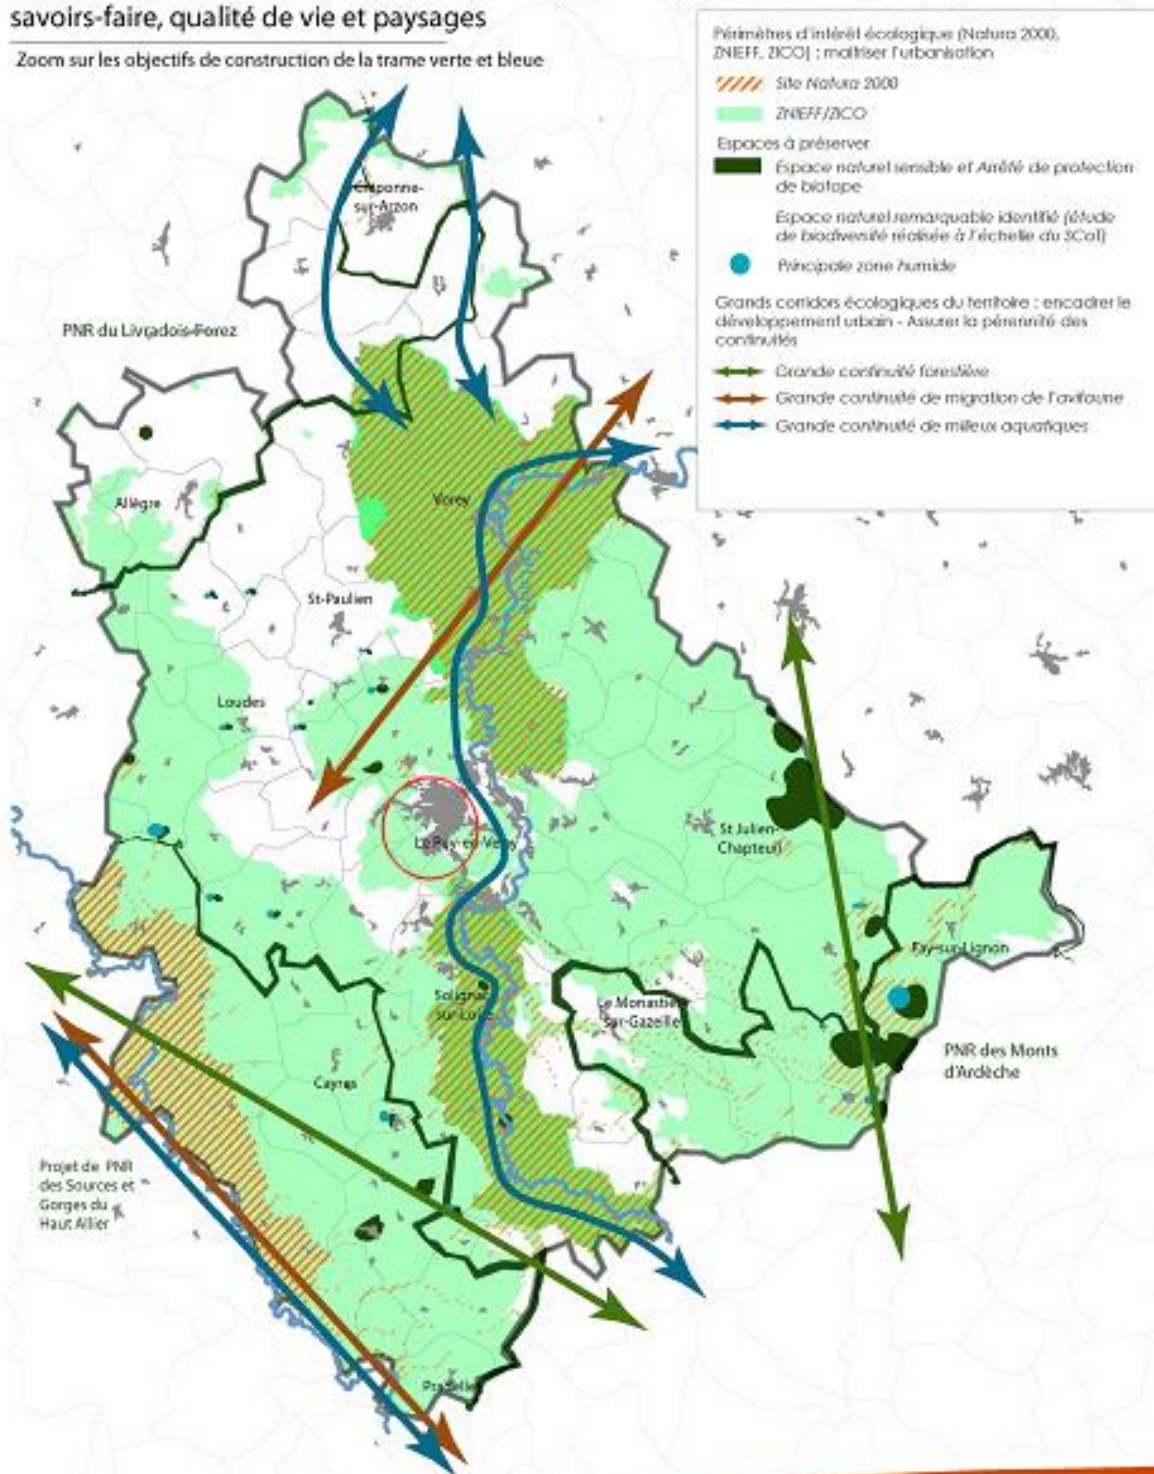 savoirs-faire, qualité de vie et paysages
Zoom sur les objectifs de construction de la trame verte et bleue
Périmètres d'intérêt écologique (Natura 2000,
ZNIEFF, ZICO) : maîtriser l'urbanisation
Site Natura 2000
ZNIEFF/ZICO
Espaces à préserver
Espace naturel sensible et Arrêté de protection
de biotope
Espace naturel remarquable identifié (étude
de biodiversité réalisée à l'échelle du SCoT)
Principale zone humide
Grands corridors écologiques du territoire : encadrer le
développement urbain - Assurer la pérennité des
continuités
Grande continuité forestière
Grande continuité de migration de l'avifaune
Grande continuité de milieux aquatiques
Craponne-
sur-Arzon
PNR du Livradois-Forez
Allègre
Vorey
St-Paulien
Loudes
Le Puy-en-Velay
St Julien-
Chapteuil
Fay-sur-Lignon
Solignac
sur-Loire
Le Monastier
sur-Gazeille
PNR des Monts
d'Ardèche
Cayres
Projet de PNR
des Sources et
Gorges du
Haut Allier
Pradelles